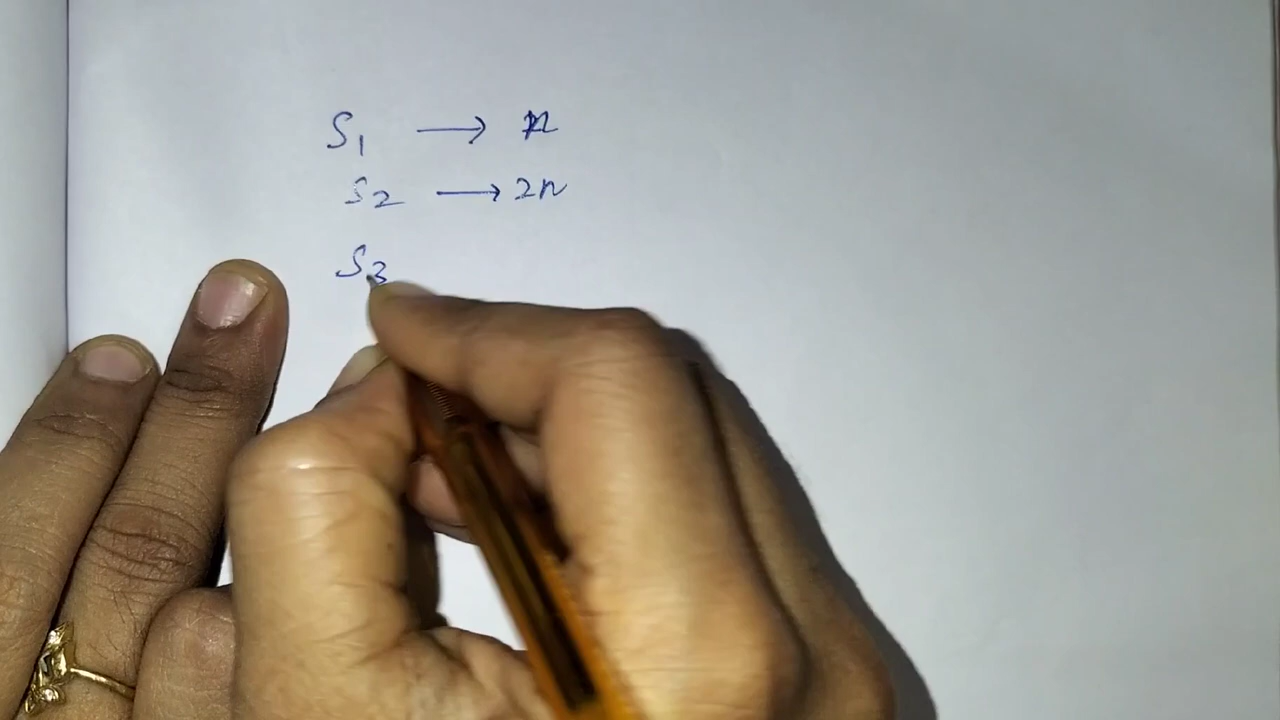 S₁ → n
S₂ → 2n
S₃